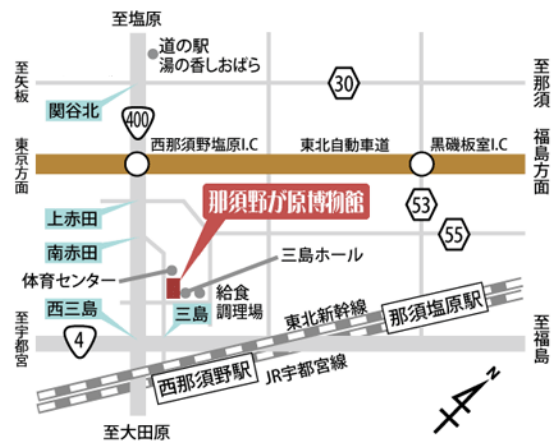 至塩原
道の駅
湯の香しおばら
至矢板
30
至那須
関谷北
400
東京方面
西那須野塩原I.C
東北自動車道
黒磯板室I.C
福島方面
上赤田
那須野が原博物館
53
55
南赤田
三島ホール
体育センター
給食
調理場
西三島
三島
東北新幹線
那須塩原駅
至宇都宮
4
至福島
西那須野駅
JR宇都宮線
N
至大田原